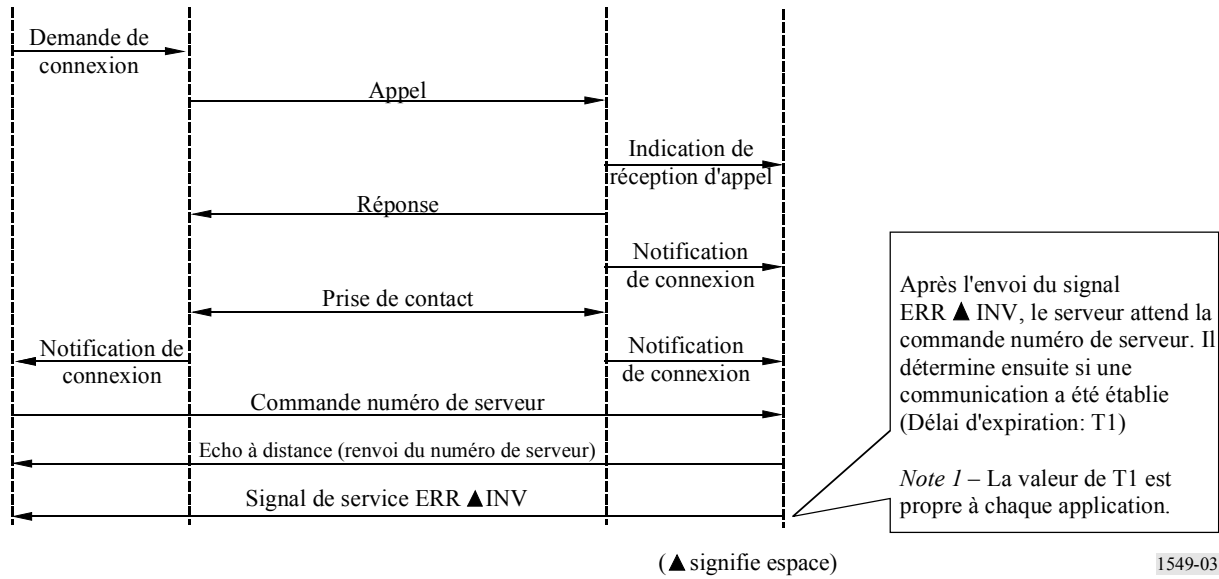 Demande de
connexion
Appel
Indication de
réception d'appel
Réponse
Notification
de connexion
Prise de contact
Notification de
connexion
Notification
de connexion
Commande numéro de serveur
Echo à distance (renvoi du numéro de serveur)
Signal de service ERR ▲INV
Après l'envoi du signal
ERR ▲ INV, le serveur attend la
commande numéro de serveur. Il
détermine ensuite si une
communication a été établie
(Délai d'expiration: T1)
Note 1 – La valeur de T1 est
propre à chaque application.
(▲ signifie espace)
1549-03